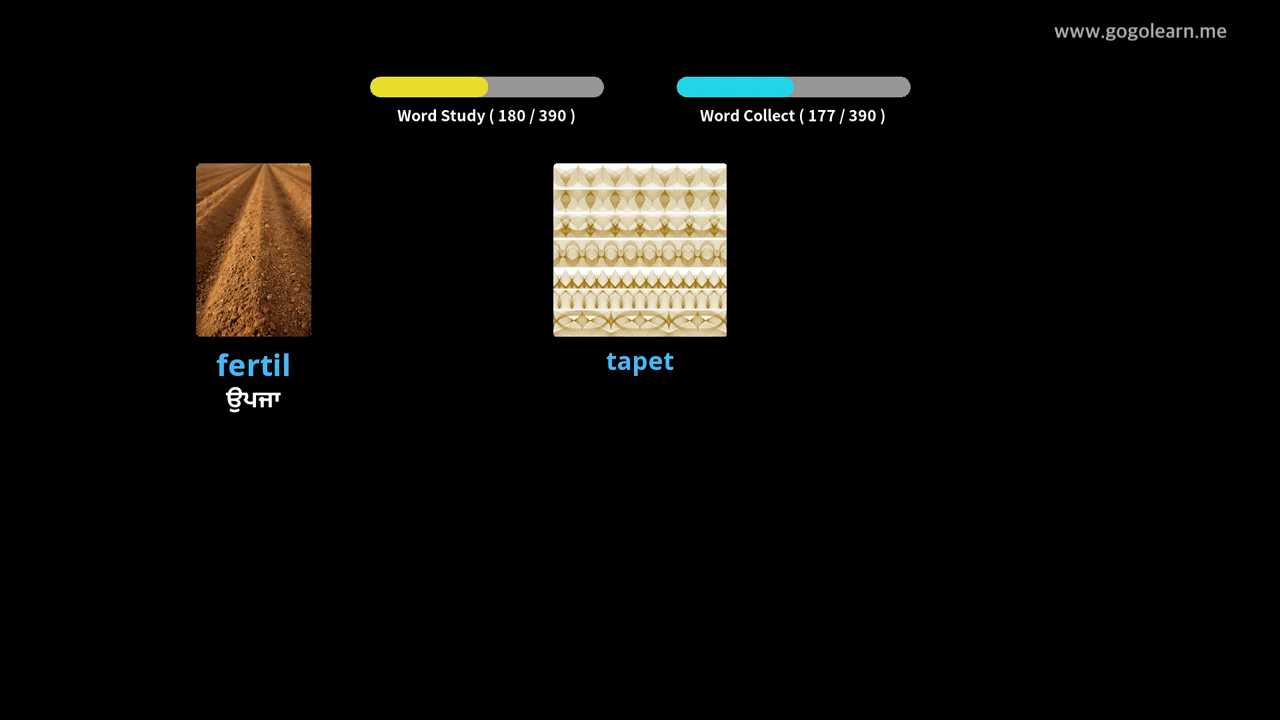 www.gogolearn.me
Word Study ( 180 / 390 )
Word Collect ( 177 / 390 )
fertil
ਉਪਜਾ
tapet